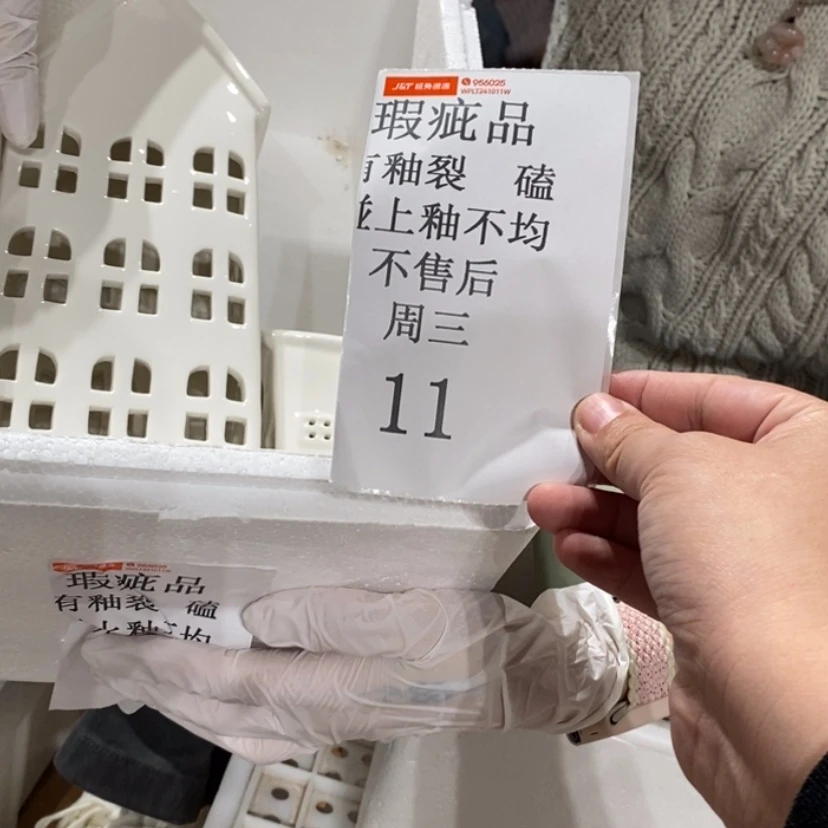 J&T 极兔速递 956025
WPLT241011W
瑕疵品
有釉裂 磕
碰上釉不均
不售后
周三
11
瑕疵品
有釉裂 磕